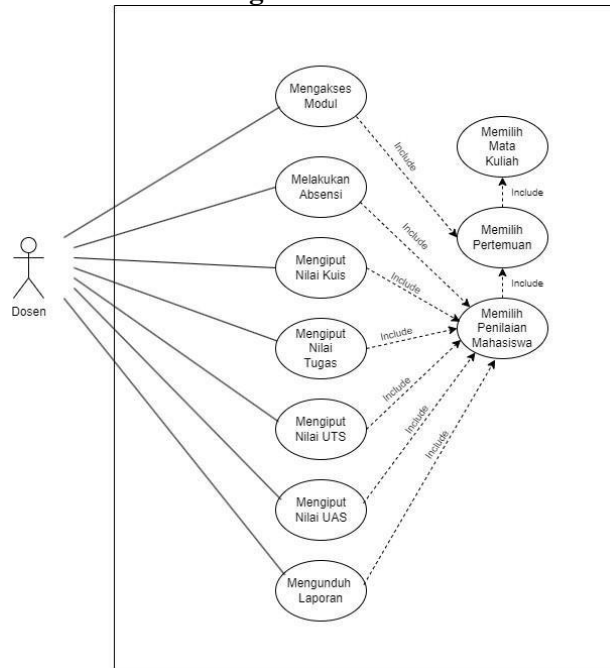 Mengakses
Modul
Include
Memilih
Mata
Kuliah
Include
Melakukan
Absensi
Include
Memilih
Pertemuan
Include
Dosen
Mengiput
Nilai Kuis
Include
Memilih
Penilaian
Mahasiswa
Mengiput
Nilai
Tugas
Include
Mengiput
Nilai UTS
Include
Mengiput
Nilai UAS
Include
Mengunduh
Laporan
Include